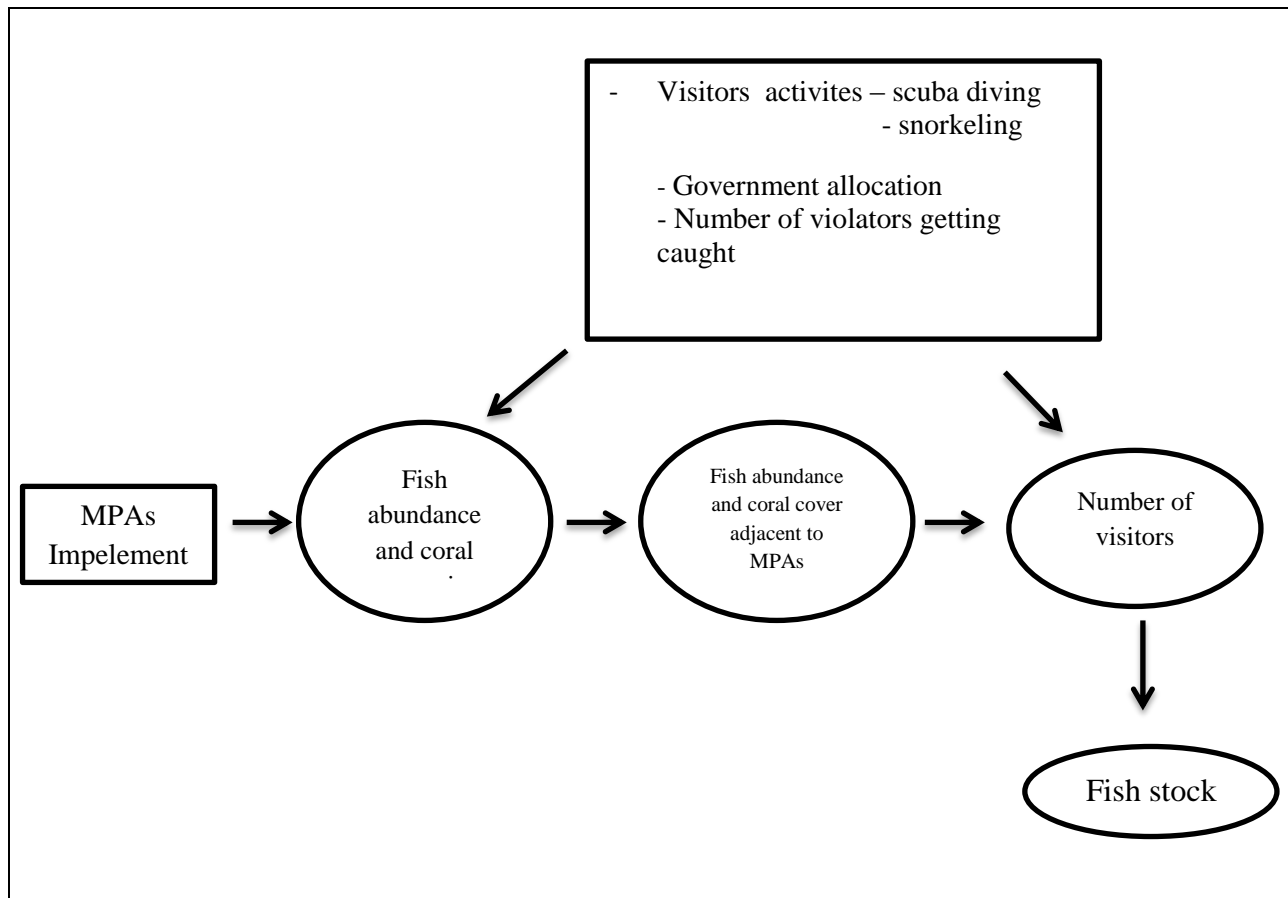 - Visitors activites – scuba diving
- snorkeling
- Government allocation
- Number of violators getting
caught
MPAs
Impelement
Fish
abundance
and coral
Fish abundance
and coral cover
adjacent to
MPAs
Number of
visitors
Fish stock